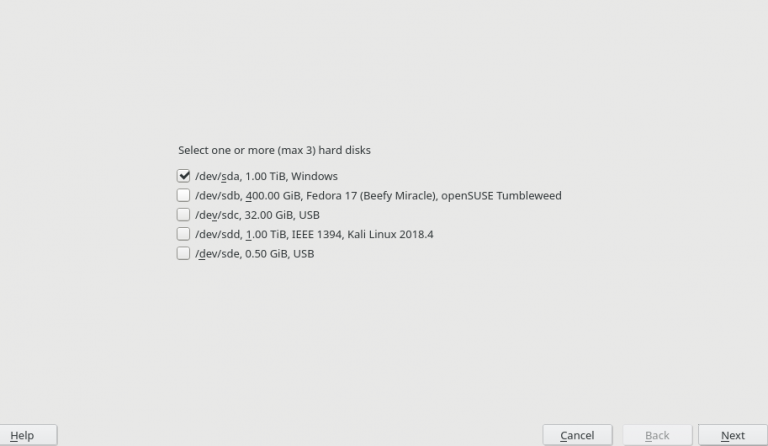 Select one or more (max 3) hard disks
/dev/sda, 1.00 TiB, Windows
/dev/sdb, 400.00 GiB, Fedora 17 (Beefy Miracle), openSUSE Tumbleweed
/dev/sdc, 32.00 GiB, USB
/dev/sdd, 1.00 TiB, IEEE 1394, Kali Linux 2018.4
/dev/sde, 0.50 GiB, USB
Help Cancel Back Next